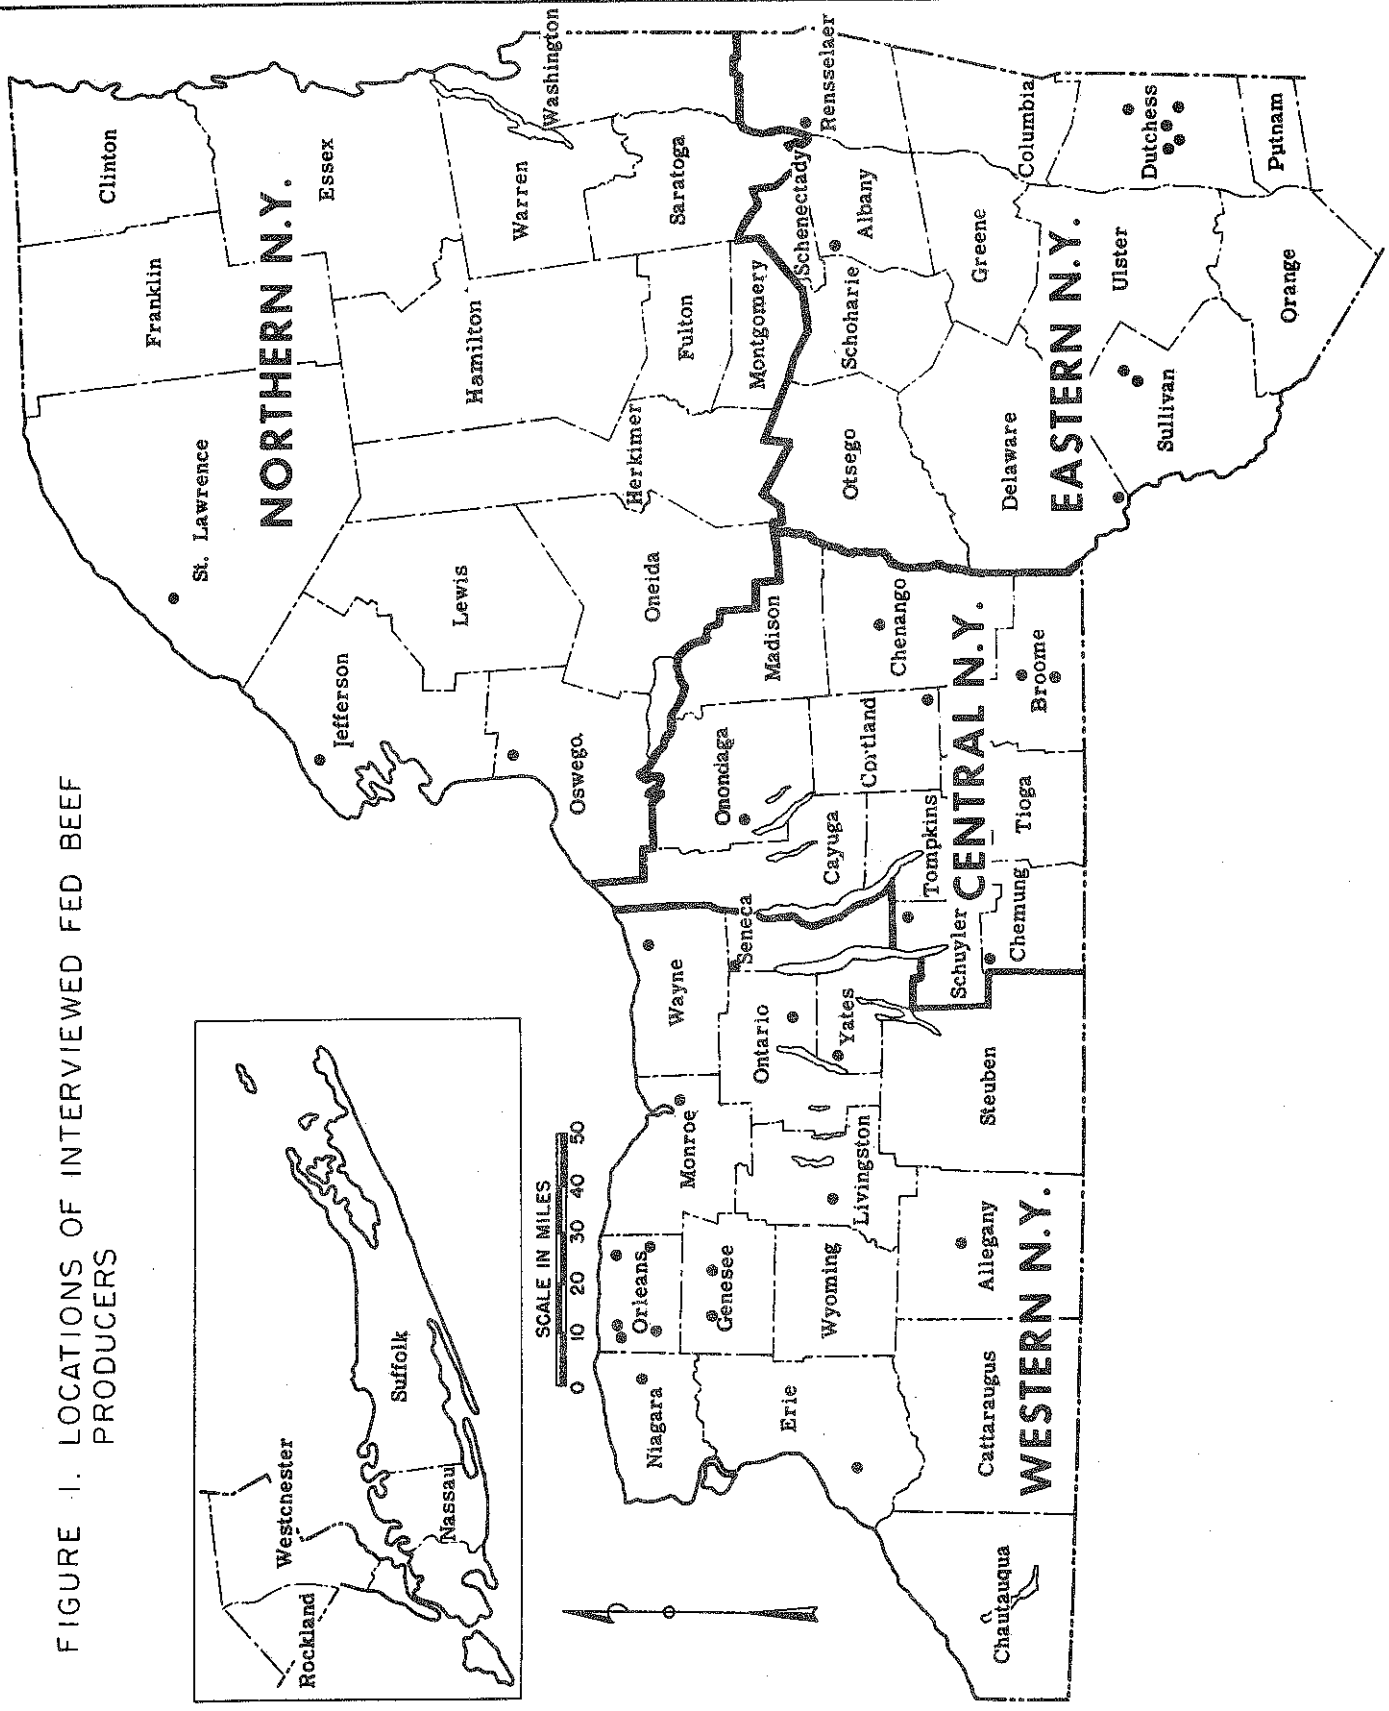 FIGURE 1. LOCATIONS OF INTERVIEWED FED BEEF
PRODUCERS
Rockland
Westchester
Nassau
Suffolk
SCALE IN MILES
0 10 20 30 40 50
NORTHERN N.Y.
Clinton
Franklin
St. Lawrence
Essex
Jefferson
Lewis
Hamilton
Warren
Washington
Oswego
Oneida
Herkimer
Fulton
Saratoga
Montgomery
WESTERN N.Y.
Niagara
Orleans
Monroe
Wayne
Genesee
Erie
Wyoming
Livingston
Ontario
Yates
Seneca
Chautauqua
Cattaraugus
Allegany
Steuben
CENTRAL N.Y.
Onondaga
Madison
Cayuga
Cortland
Chenango
Tompkins
Schuyler
Chemung
Tioga
Broome
EASTERN N.Y.
Schenectady
Rensselaer
Otsego
Schoharie
Albany
Delaware
Greene
Columbia
Sullivan
Ulster
Dutchess
Orange
Putnam